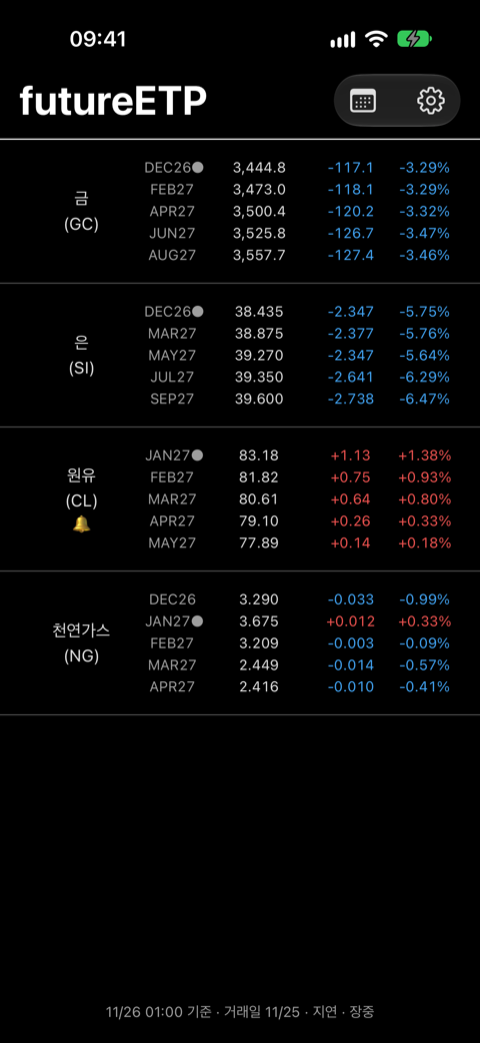 09:41
futureETP
금
(GC)
DEC26 3,444.8 -117.1 -3.29%
FEB27 3,473.0 -118.1 -3.29%
APR27 3,500.4 -120.2 -3.32%
JUN27 3,525.8 -126.7 -3.47%
AUG27 3,557.7 -127.4 -3.46%
은
(SI)
DEC26 38.435 -2.347 -5.75%
MAR27 38.875 -2.377 -5.76%
MAY27 39.270 -2.347 -5.64%
JUL27 39.350 -2.641 -6.29%
SEP27 39.600 -2.738 -6.47%
원유
(CL)
JAN27 83.18 +1.13 +1.38%
FEB27 81.82 +0.75 +0.93%
MAR27 80.61 +0.64 +0.80%
APR27 79.10 +0.26 +0.33%
MAY27 77.89 +0.14 +0.18%
천연가스
(NG)
DEC26 3.290 -0.033 -0.99%
JAN27 3.675 +0.012 +0.33%
FEB27 3.209 -0.003 -0.09%
MAR27 2.449 -0.014 -0.57%
APR27 2.416 -0.010 -0.41%
11/26 01:00 기준 · 거래일 11/25 · 지연 · 장중